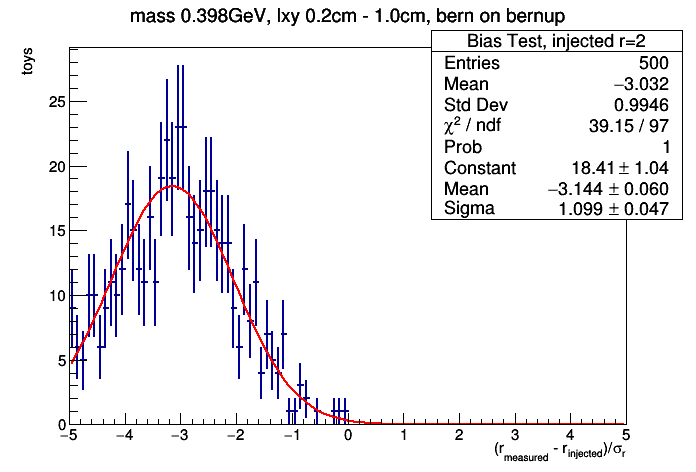 mass 0.398GeV, lxy 0.2cm - 1.0cm, bern on bernup
toys
Bias Test, injected r=2
Entries 500
Mean −3.032
Std Dev 0.9946
χ² / ndf 39.15 / 97
Prob 1
Constant 18.41 ± 1.04
Mean −3.144 ± 0.060
Sigma 1.099 ± 0.047
25
20
15
10
5
0
−5 −4 −3 −2 −1 0 1 2 3 4 5
(r_measured - r_injected)/σ_r